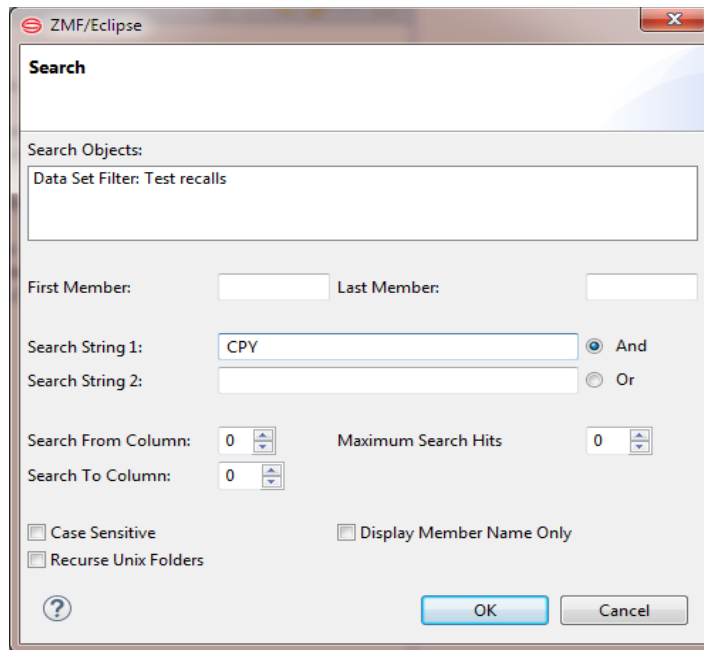 ZMF/Eclipse
Search
Search Objects:
Data Set Filter: Test recalls
First Member: Last Member:
Search String 1: CPY And
Search String 2: Or
Search From Column: 0 Maximum Search Hits 0
Search To Column: 0
Case Sensitive Display Member Name Only
Recurse Unix Folders
? OK Cancel